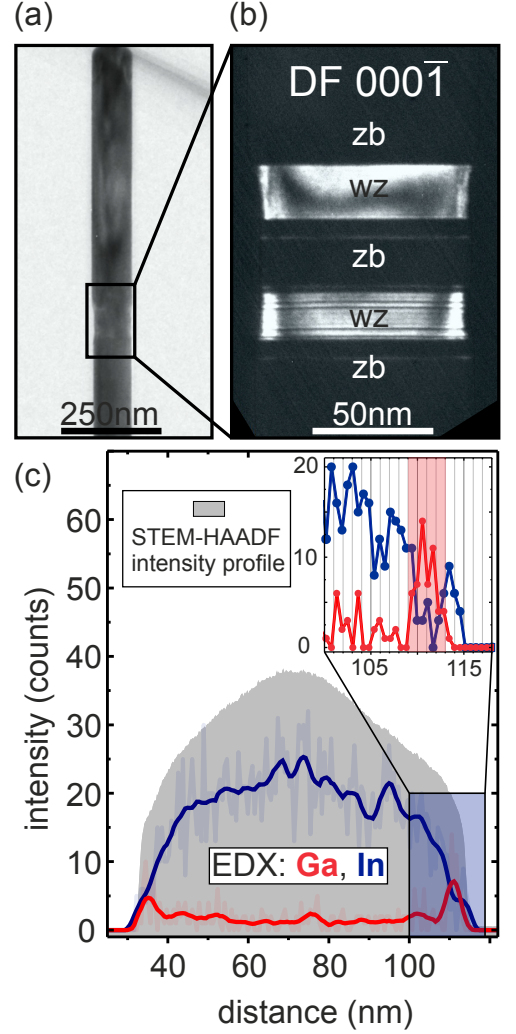 (a)
(b)
DF 0001̅
zb
wz
zb
wz
zb
250nm
50nm
(c)
STEM-HAADF
intensity profile
20
10
0
105
115
60
50
40
30
20
10
0
intensity (counts)
EDX: Ga, In
40
60
80
100
distance (nm)